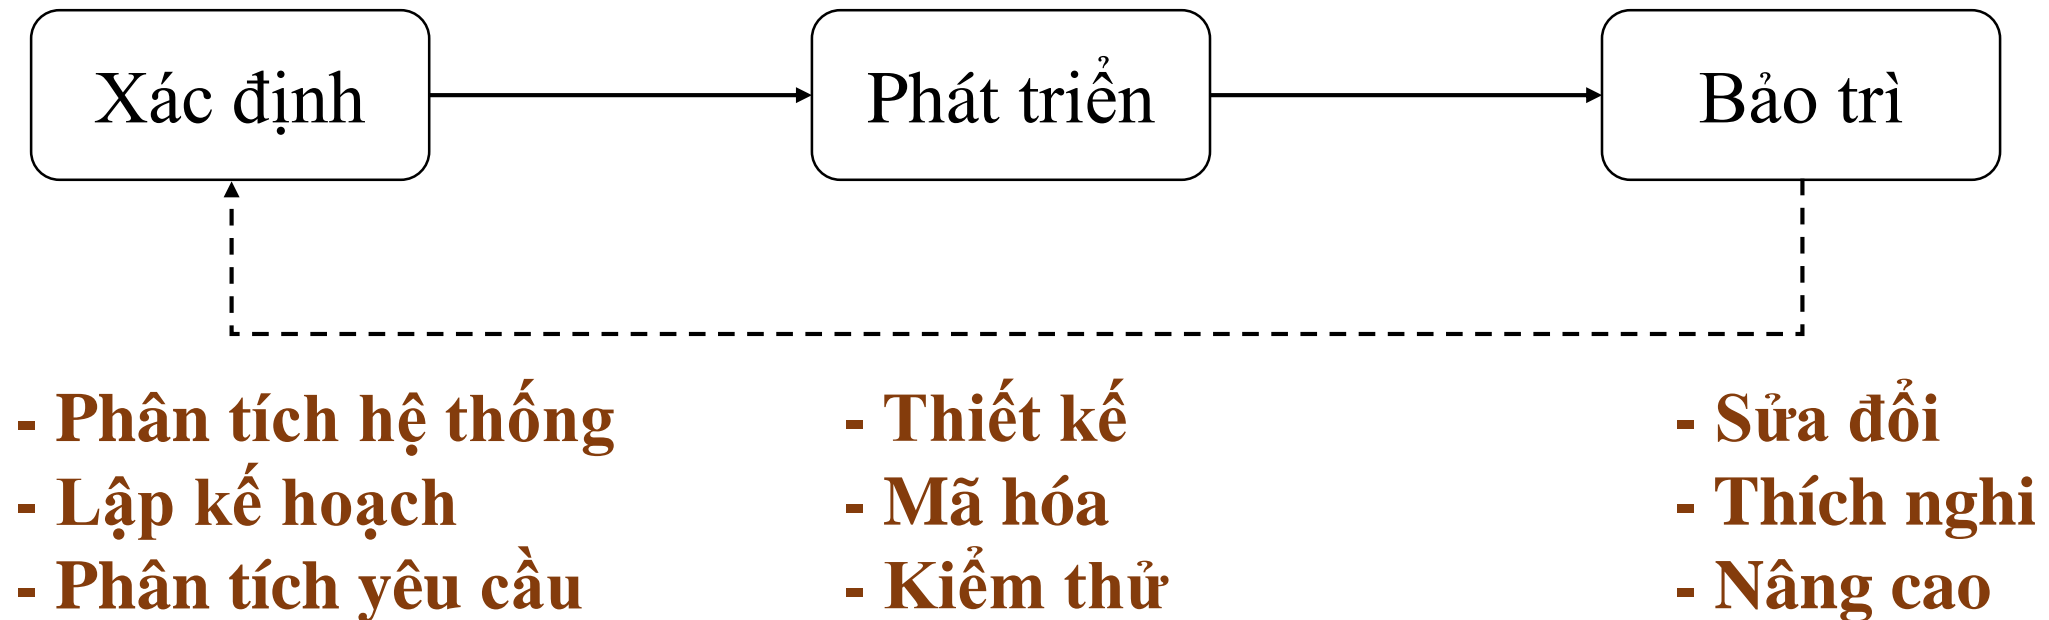 Xác định
Phát triển
Bảo trì
- Phân tích hệ thống
- Lập kế hoạch
- Phân tích yêu cầu
- Thiết kế
- Mã hóa
- Kiểm thử
- Sửa đổi
- Thích nghi
- Nâng cao